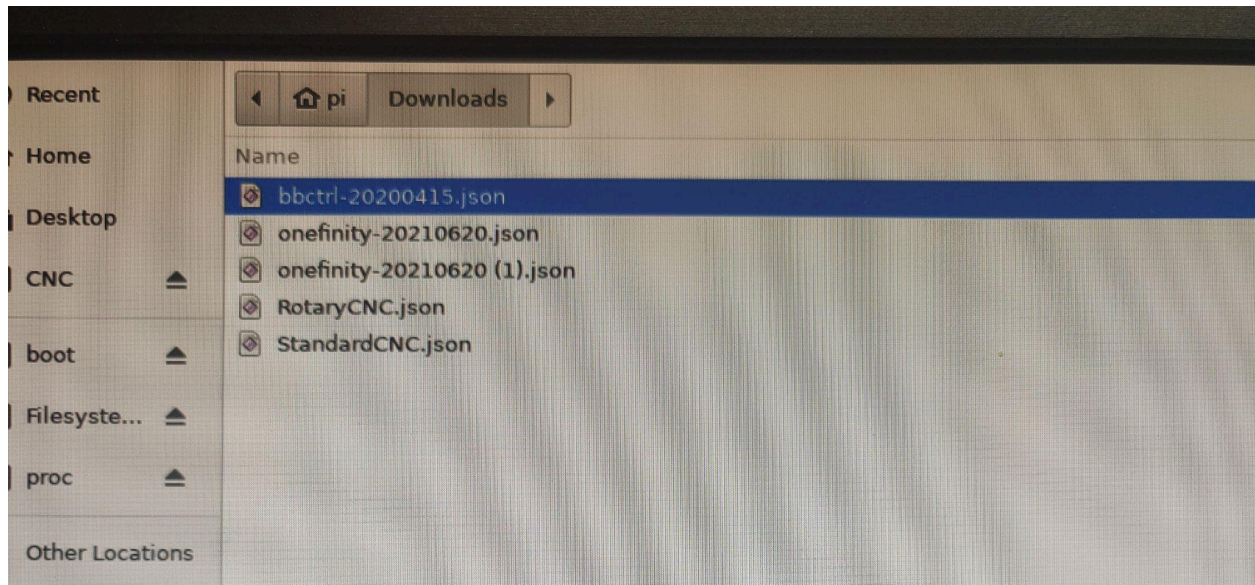 Recent
Home
Desktop
CNC
boot
Filesyste...
proc
Other Locations
pi
Downloads
Name
bbctrl-20200415.json
onefinity-20210620.json
onefinity-20210620 (1).json
RotaryCNC.json
StandardCNC.json